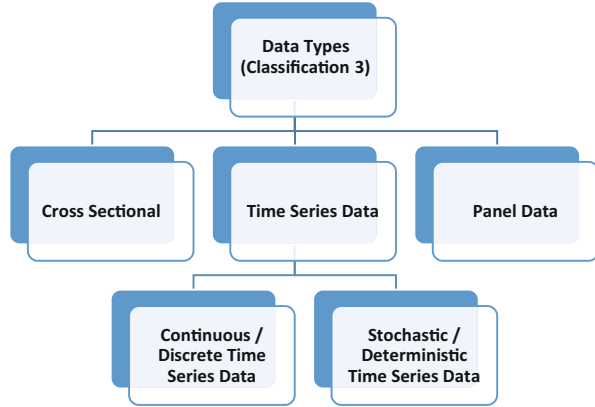 Data Types
(Classification 3)
Cross Sectional
Time Series Data
Panel Data
Continuous /
Discrete Time
Series Data
Stochastic /
Deterministic
Time Series Data